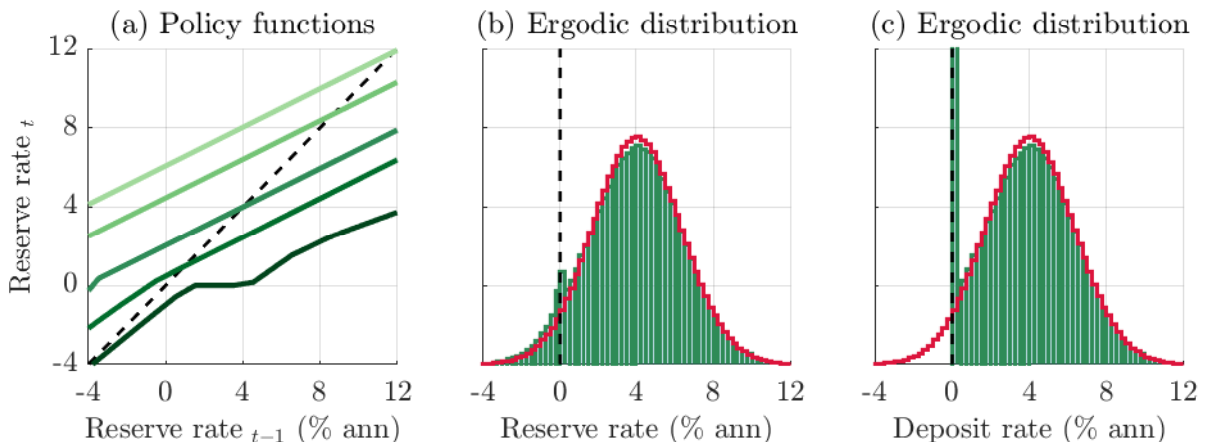 (a) Policy functions
(b) Ergodic distribution
(c) Ergodic distribution
Reserve rate t
12
8
4
0
-4
-4 0 4 8 12
-4 0 4 8 12
-4 0 4 8 12
Reserve rate t−1 (% ann)
Reserve rate (% ann)
Deposit rate (% ann)